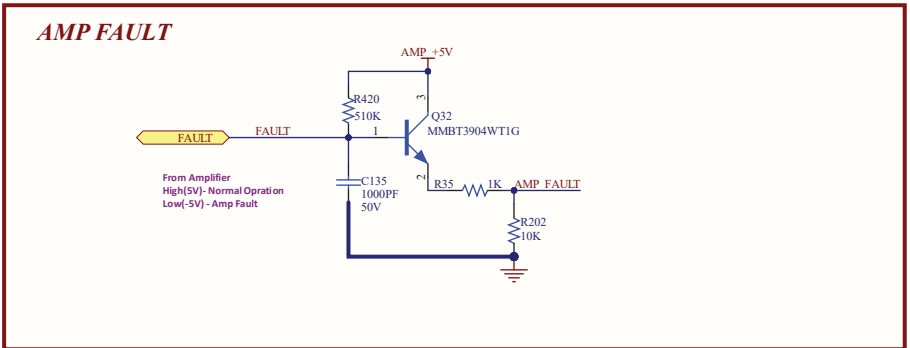 AMP FAULT
AMP_+5V
R420
510K
3
Q32
MMBT3904WT1G
FAULT
FAULT
1
From Amplifier
High(5V)- Normal Opration
Low(-5V) - Amp Fault
C135
1000PF
50V
2
R35
1K
AMP_FAULT
R202
10K